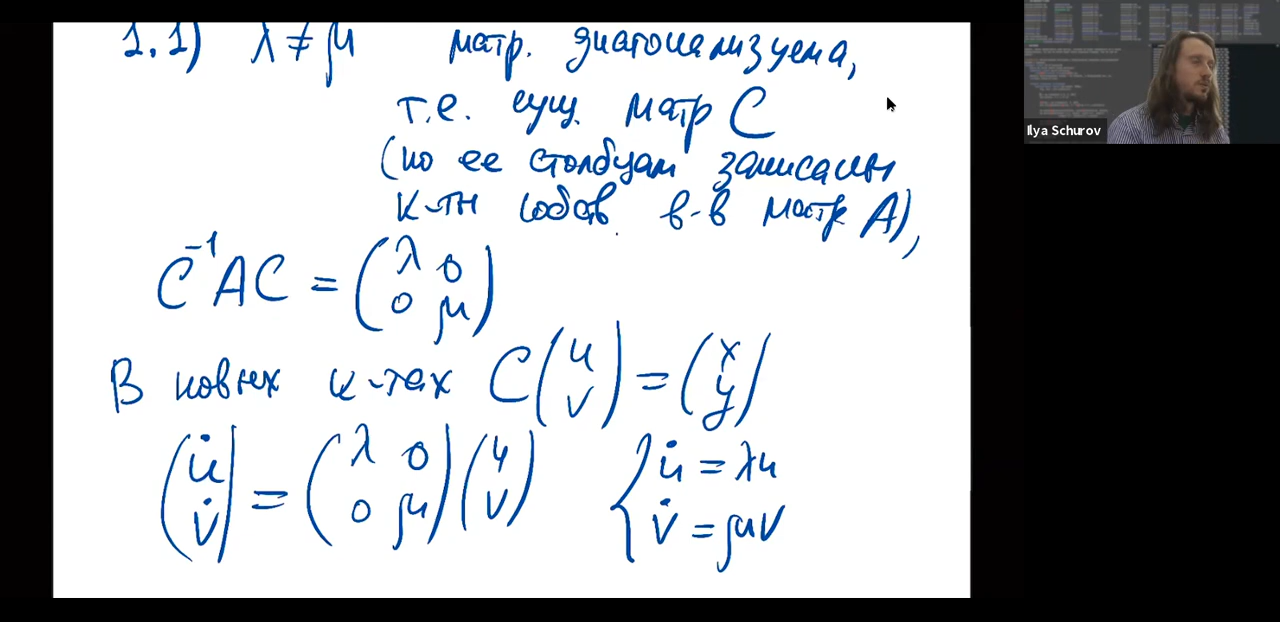 1.1) λ ≠ μ матр. диагонализуема,
т.е. сущ. матр C
(по ее столбцам записаны
к-ты собств. в-в матр A),
C⁻¹AC = (λ 0
0 μ)
В новых к-тах C(u
v) = (x
y)
(u̇
v̇) = (λ 0
0 μ)(u
v)
{u̇ = λu
v̇ = μv
Ilya Schurov